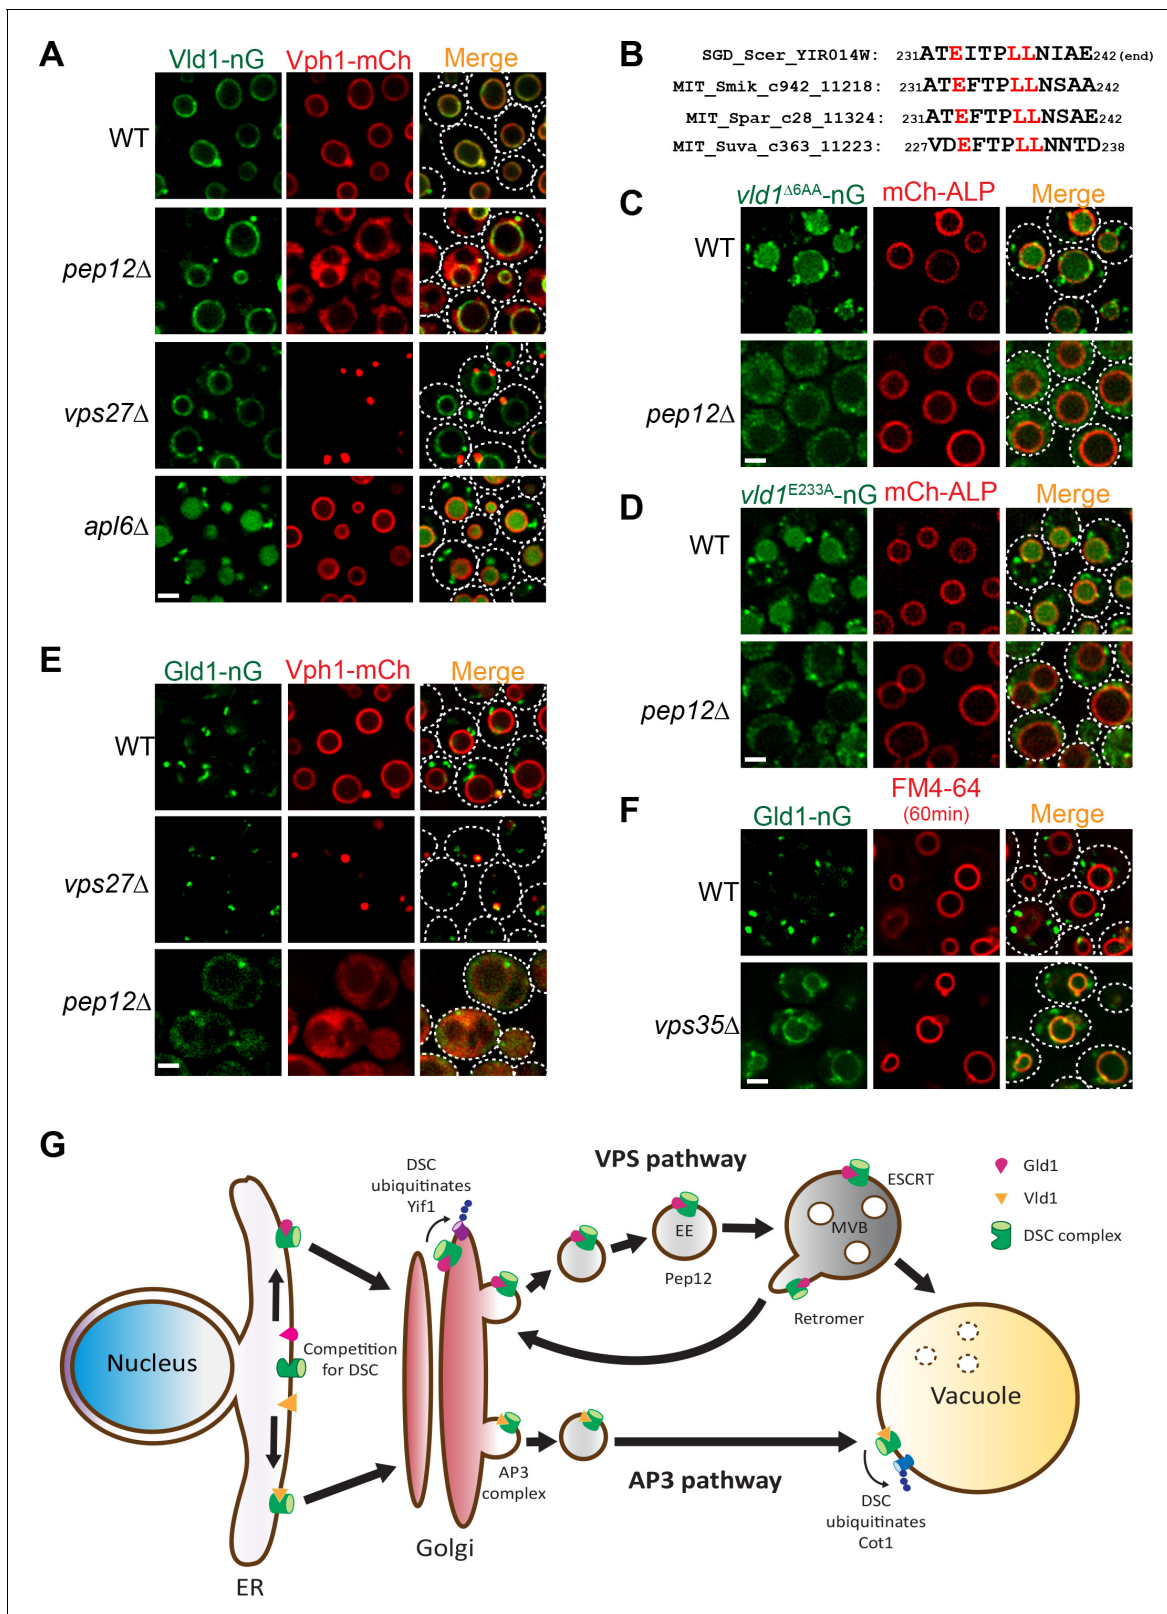 A
Vld1-nG Vph1-mCh Merge
WT
pep12Δ
vps27Δ
apl6Δ
B
SGD_Scer_YIR014W: 231ATEITPLLNIAE242(end)
MIT_Smik_c942_11218: 231ATEFTPLLNSAA242
MIT_Spar_c28_11324: 231ATEFTPLLNSAE242
MIT_Suva_c363_11223: 227VDEFTPLLNNTD238
C
vld1Δ6AA-nG mCh-ALP Merge
WT
pep12Δ
D
vld1E233A-nG mCh-ALP Merge
WT
pep12Δ
E
Gld1-nG Vph1-mCh Merge
WT
vps27Δ
pep12Δ
F
Gld1-nG FM4-64 Merge
(60min)
WT
vps35Δ
G
DSC
ubiquitinates
Yif1
VPS pathway
EE
Pep12
MVB
ESCRT
Retromer
Gld1
Vld1
DSC complex
Nucleus
Competition
for DSC
ER
Golgi
AP3
complex
AP3 pathway
Vacuole
DSC
ubiquitinates
Cot1